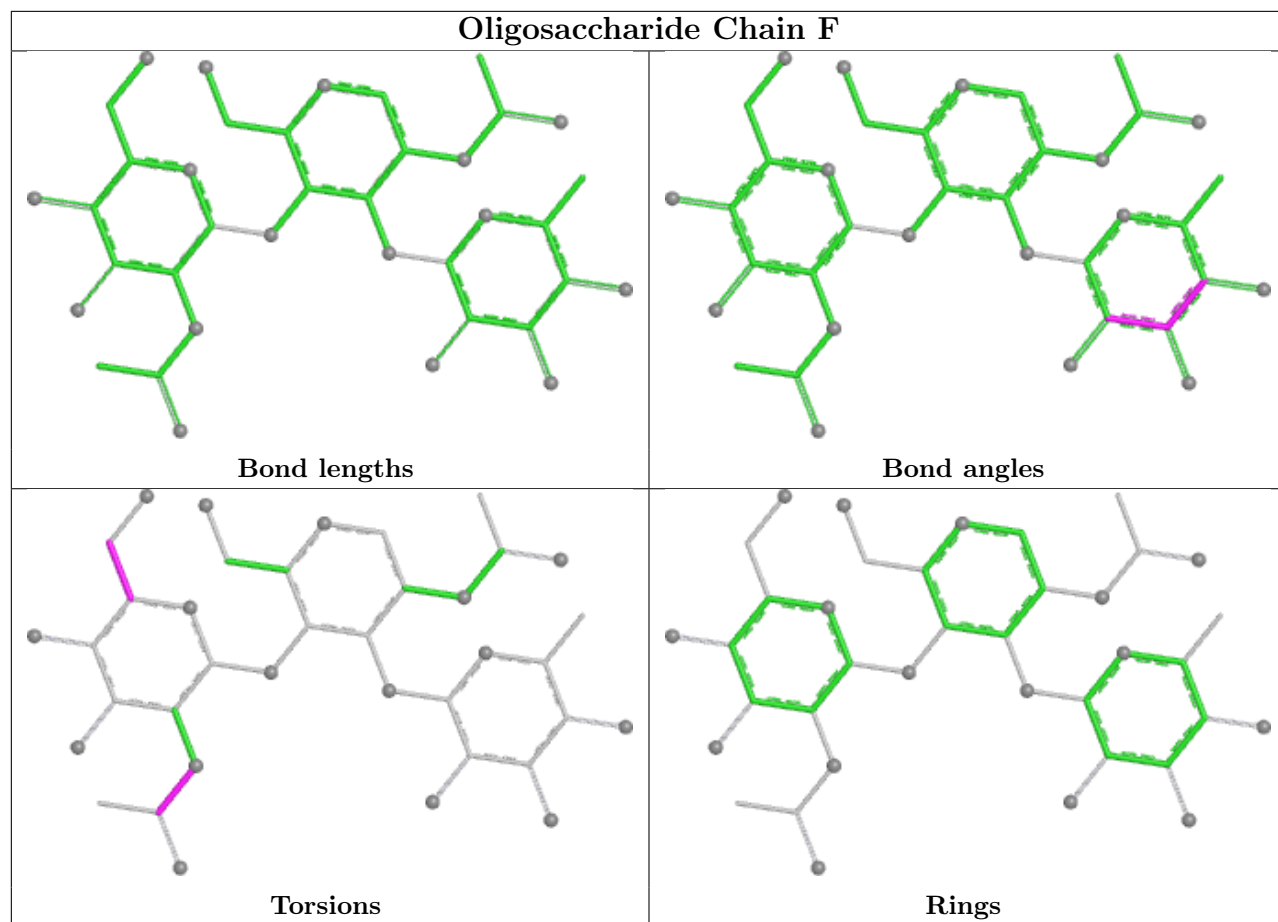 Oligosaccharide Chain F
Bond lengths
Bond angles
Torsions
Rings